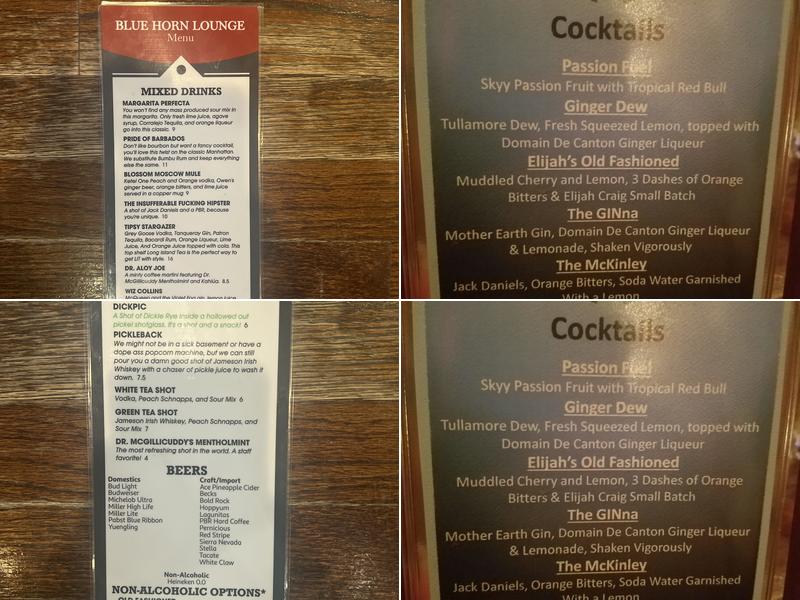 BLUE HORN LOUNGE
Menu
MIXED DRINKS
MARGARITA PERFECTA
You won't find any mass produced sour mix in
this margarita. Only fresh lime juice, agave
syrup, Corralejo Tequila, and orange liqueur
go into this classic. 9
PRIDE OF BARBADOS
Don't like bourbon but want a fancy cocktail,
you'll love this twist on the classic Manhattan.
We substitute Bumbu Rum and keep everything
else the same. 11
BLOSSOM MOSCOW MULE
Ketel One Peach and Orange vodka, Owen's
ginger beer, orange bitters, and lime juice
served in a copper mug 9
THE INSUFFERABLE FUCKING HIPSTER
A shot of Jack Daniels and a PBR, because
you're unique. 10
TIPSY STARGAZER
Grey Goose Vodka, Tanqueray Gin, Patron
Tequila, Bacardi Rum, Orange Liqueur, Lime
Juice, And Orange Juice topped with cola. This
top shelf Long Island Tea is the perfect way to
get LIT with style. 16
DR. ALOY JOE
A minty coffee martini featuring Dr.
McGillicuddy Mentholmint and Kahlúa. 8.5
WIZ COLLINS
McQueen and the Violet Fog gin, lemon juice
Cocktails
Passion Fuel
Skyy Passion Fruit with Tropical Red Bull
Ginger Dew
Tullamore Dew, Fresh Squeezed Lemon, topped with
Domain De Canton Ginger Liqueur
Elijah's Old Fashioned
Muddled Cherry and Lemon, 3 Dashes of Orange
Bitters & Elijah Craig Small Batch
The GINna
Mother Earth Gin, Domain De Canton Ginger Liqueur
& Lemonade, Shaken Vigorously
The McKinley
Jack Daniels, Orange Bitters, Soda Water Garnished
With a Lemon
DICKPIC
A Shot of Dickle Rye inside a hollowed out
pickel shotglass. It's a shot and a snack! 6
PICKLEBACK
We might not be in a sick basement or have a
dope ass popcorn machine, but we can still
pour you a damn good shot of Jameson Irish
Whiskey with a chaser of pickle juice to wash it
down. 7.5
WHITE TEA SHOT
Vodka, Peach Schnapps, and Sour Mix 6
GREEN TEA SHOT
Jameson Irish Whiskey, Peach Schnapps, and
Sour Mix 7
DR. MCGILLICUDDY'S MENTHOLMINT
The most refreshing shot in the world. A staff
favorite! 4
BEERS
Domestics
Bud Light
Budweiser
Michelob Ultra
Miller High Life
Miller Lite
Pabst Blue Ribbon
Yuengling
Craft/Import
Ace Pineapple Cider
Becks
Bold Rock
Hoppyum
Lagunitas
PBR Hard Coffee
Pernicious
Red Stripe
Sierra Nevada
Stella
Tacate
White Claw
Non-Alcoholic
Heineken 0.0
NON-ALCOHOLIC OPTIONS*
OLD FASHIONED
Cocktails
Passion Fuel
Skyy Passion Fruit with Tropical Red Bull
Ginger Dew
Tullamore Dew, Fresh Squeezed Lemon, topped with
Domain De Canton Ginger Liqueur
Elijah's Old Fashioned
Muddled Cherry and Lemon, 3 Dashes of Orange
Bitters & Elijah Craig Small Batch
The GINna
Mother Earth Gin, Domain De Canton Ginger Liqueur
& Lemonade, Shaken Vigorously
The McKinley
Jack Daniels, Orange Bitters, Soda Water Garnished
With a Lemon